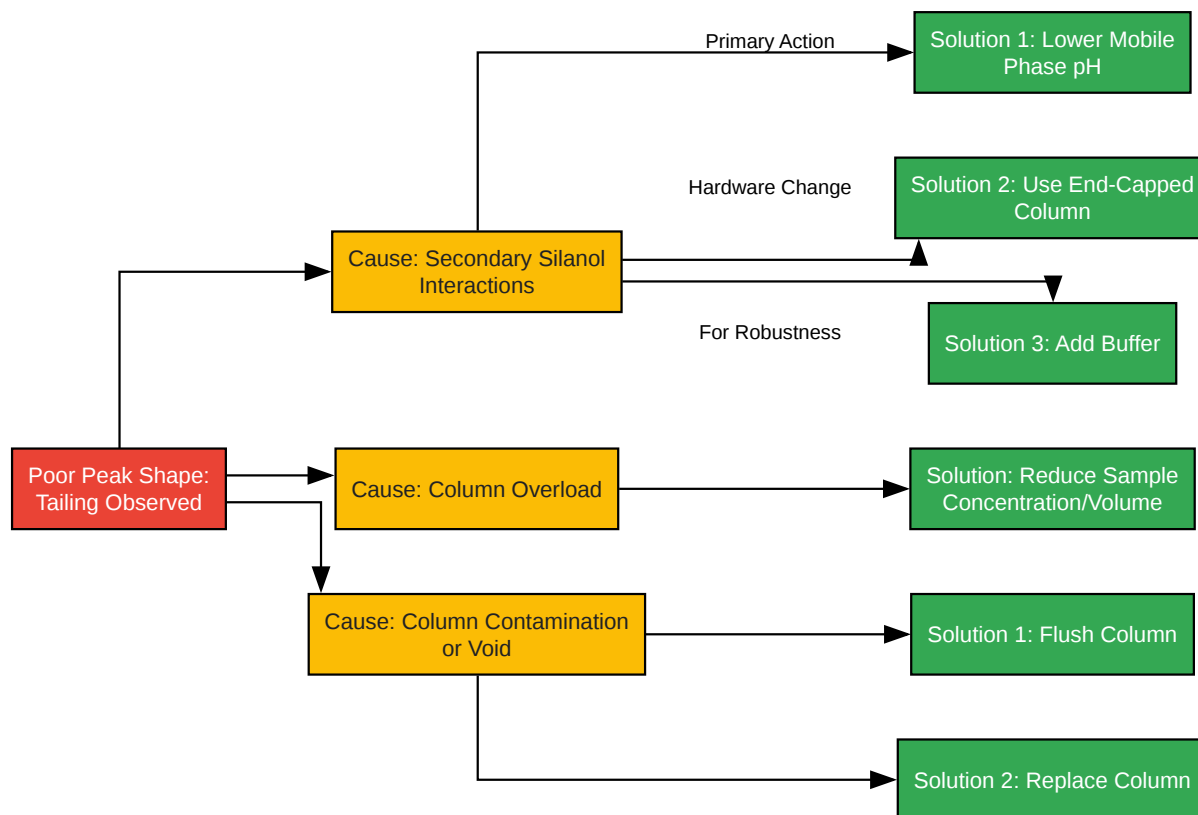 Primary Action
Solution 1: Lower Mobile
Phase pH
Hardware Change
Solution 2: Use End-Capped
Column
Cause: Secondary Silanol
Interactions
For Robustness
Solution 3: Add Buffer
Poor Peak Shape:
Tailing Observed
Cause: Column Overload
Solution: Reduce Sample
Concentration/Volume
Cause: Column Contamination
or Void
Solution 1: Flush Column
Solution 2: Replace Column